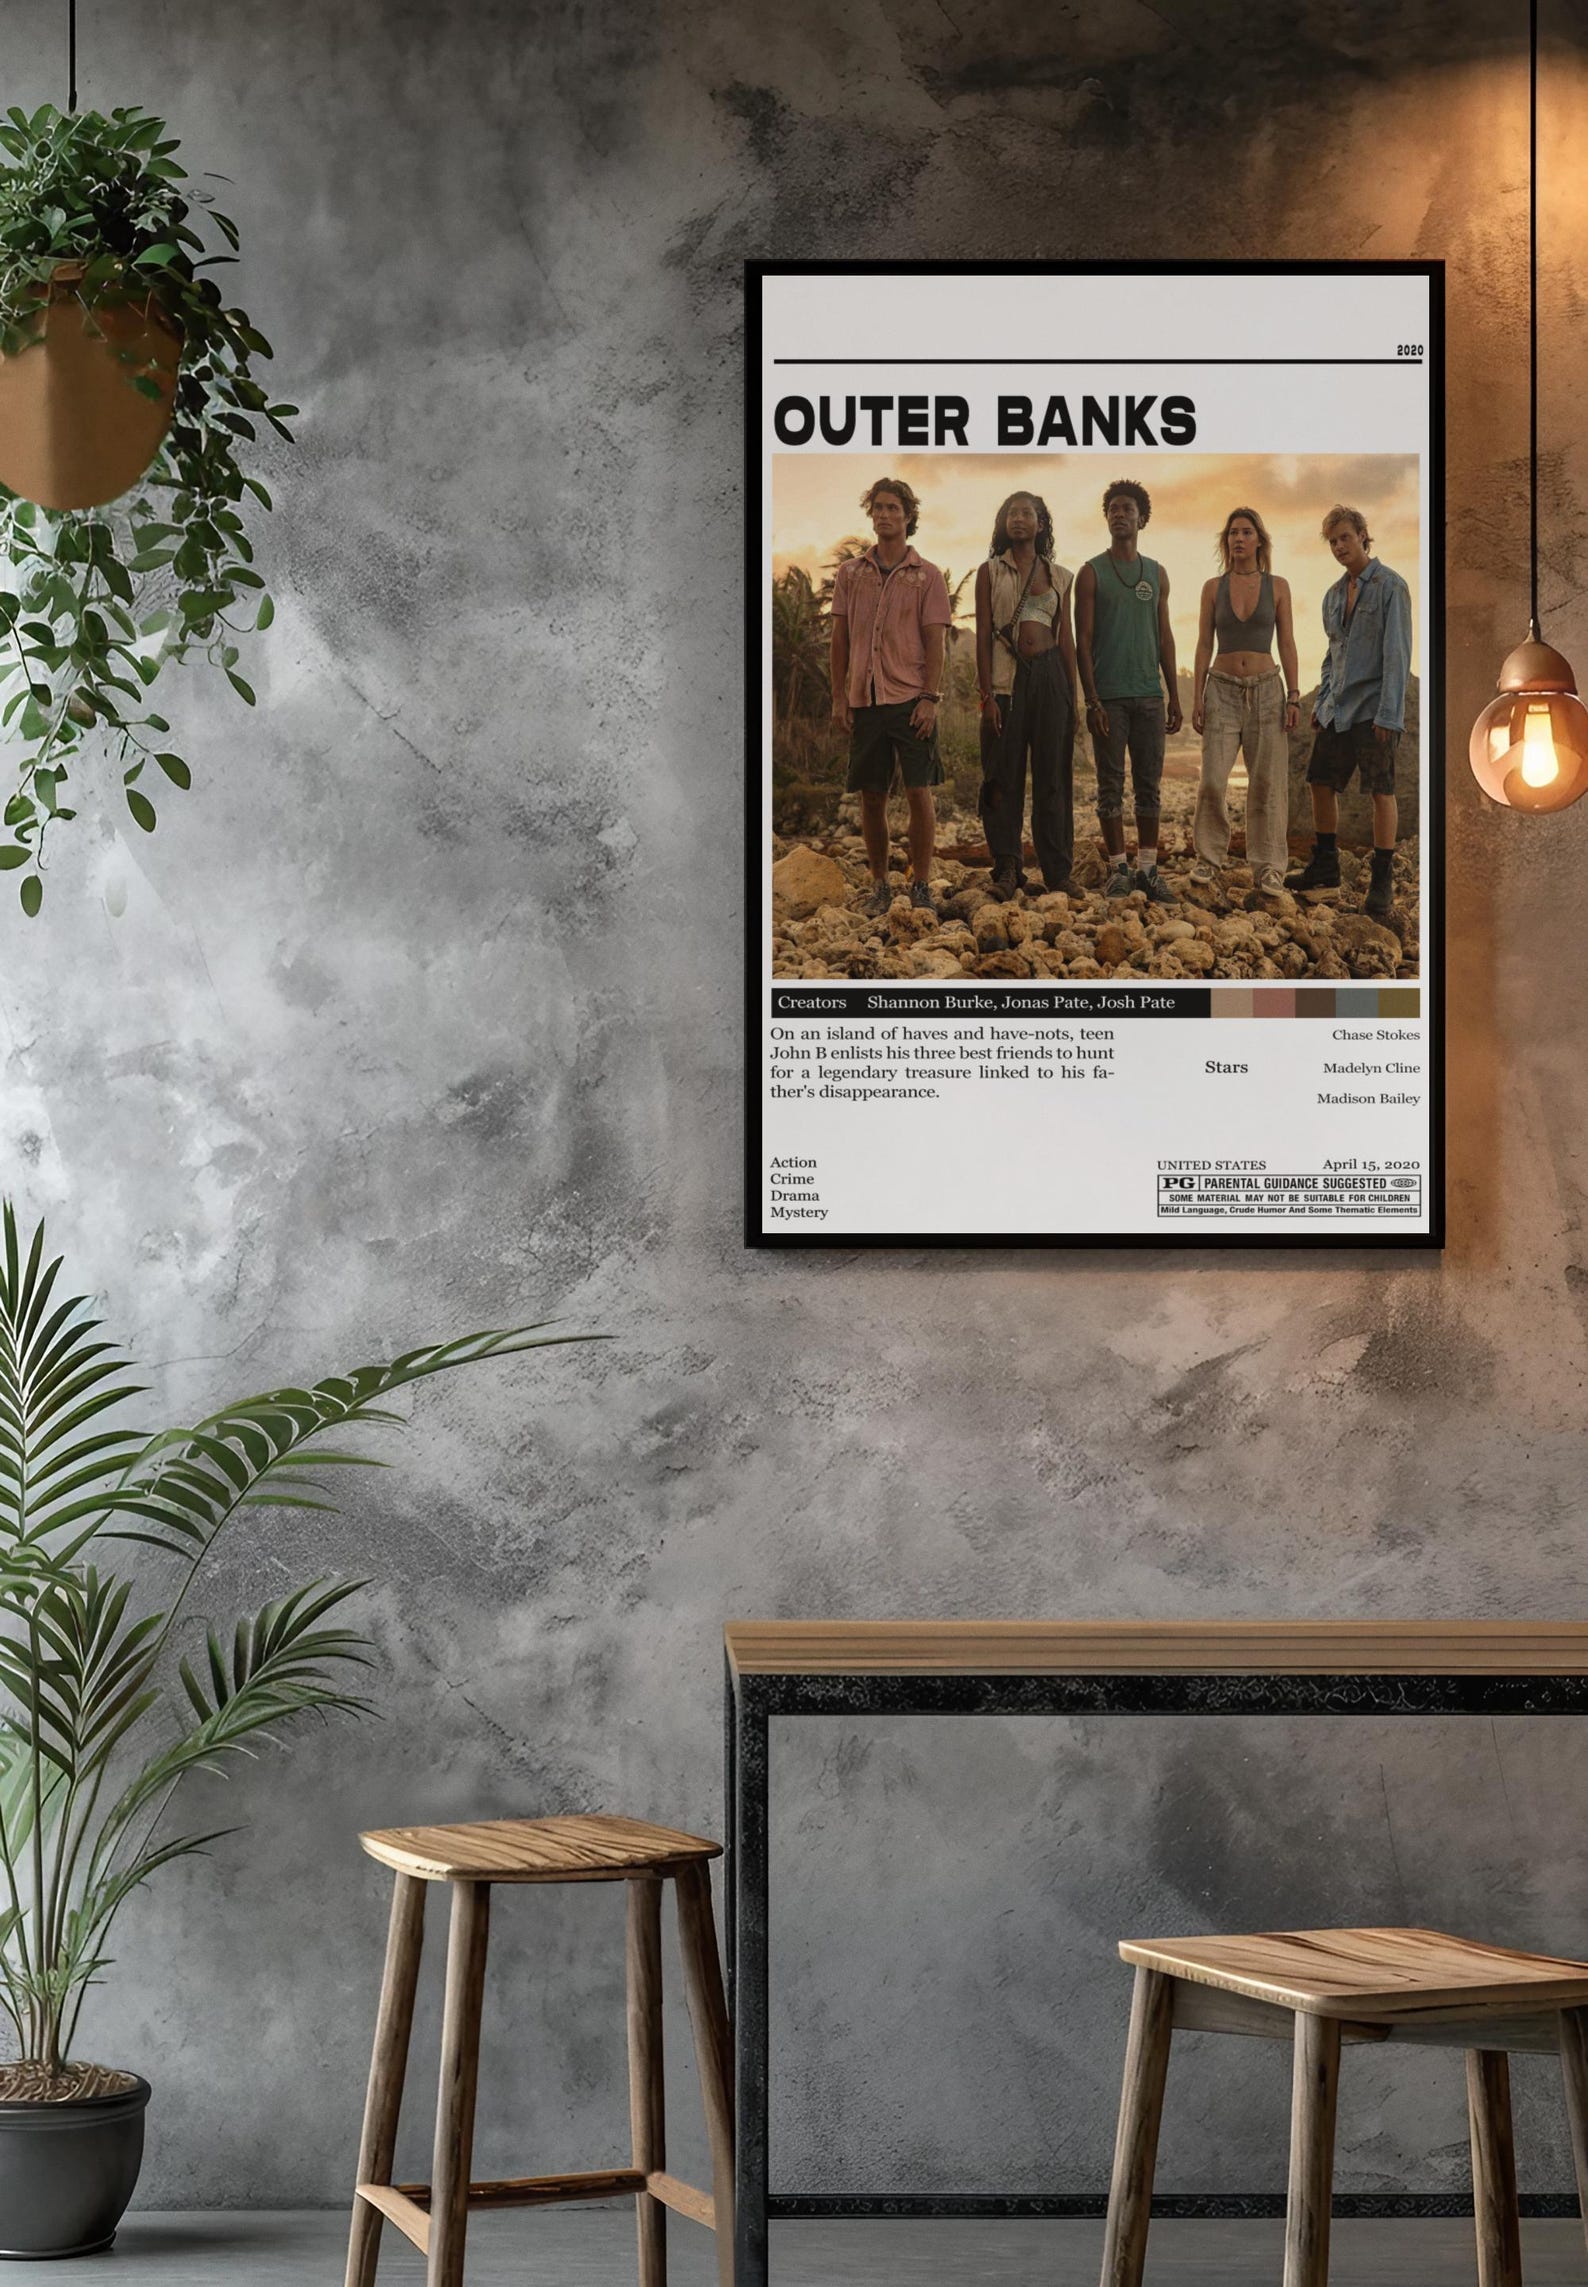 2020
OUTER BANKS
Creators Shannon Burke, Jonas Pate, Josh Pate
On an island of haves and have-nots, teen
John B enlists his three best friends to hunt
for a legendary treasure linked to his fa-
ther's disappearance.
Stars
Chase Stokes
Madelyn Cline
Madison Bailey
Action
Crime
Drama
Mystery
UNITED STATES April 15, 2020
PG PARENTAL GUIDANCE SUGGESTED
SOME MATERIAL MAY NOT BE SUITABLE FOR CHILDREN
Mild Language, Crude Humor And Some Thematic Elements